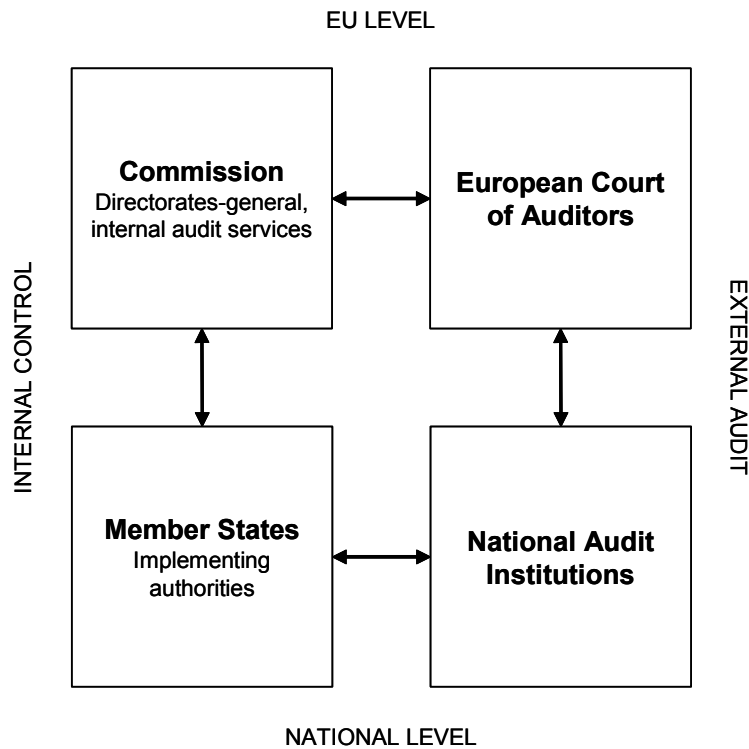 EU LEVEL
Commission
Directorates-general,
internal audit services
European Court
of Auditors
INTERNAL CONTROL
EXTERNAL AUDIT
Member States
Implementing
authorities
National Audit
Institutions
NATIONAL LEVEL